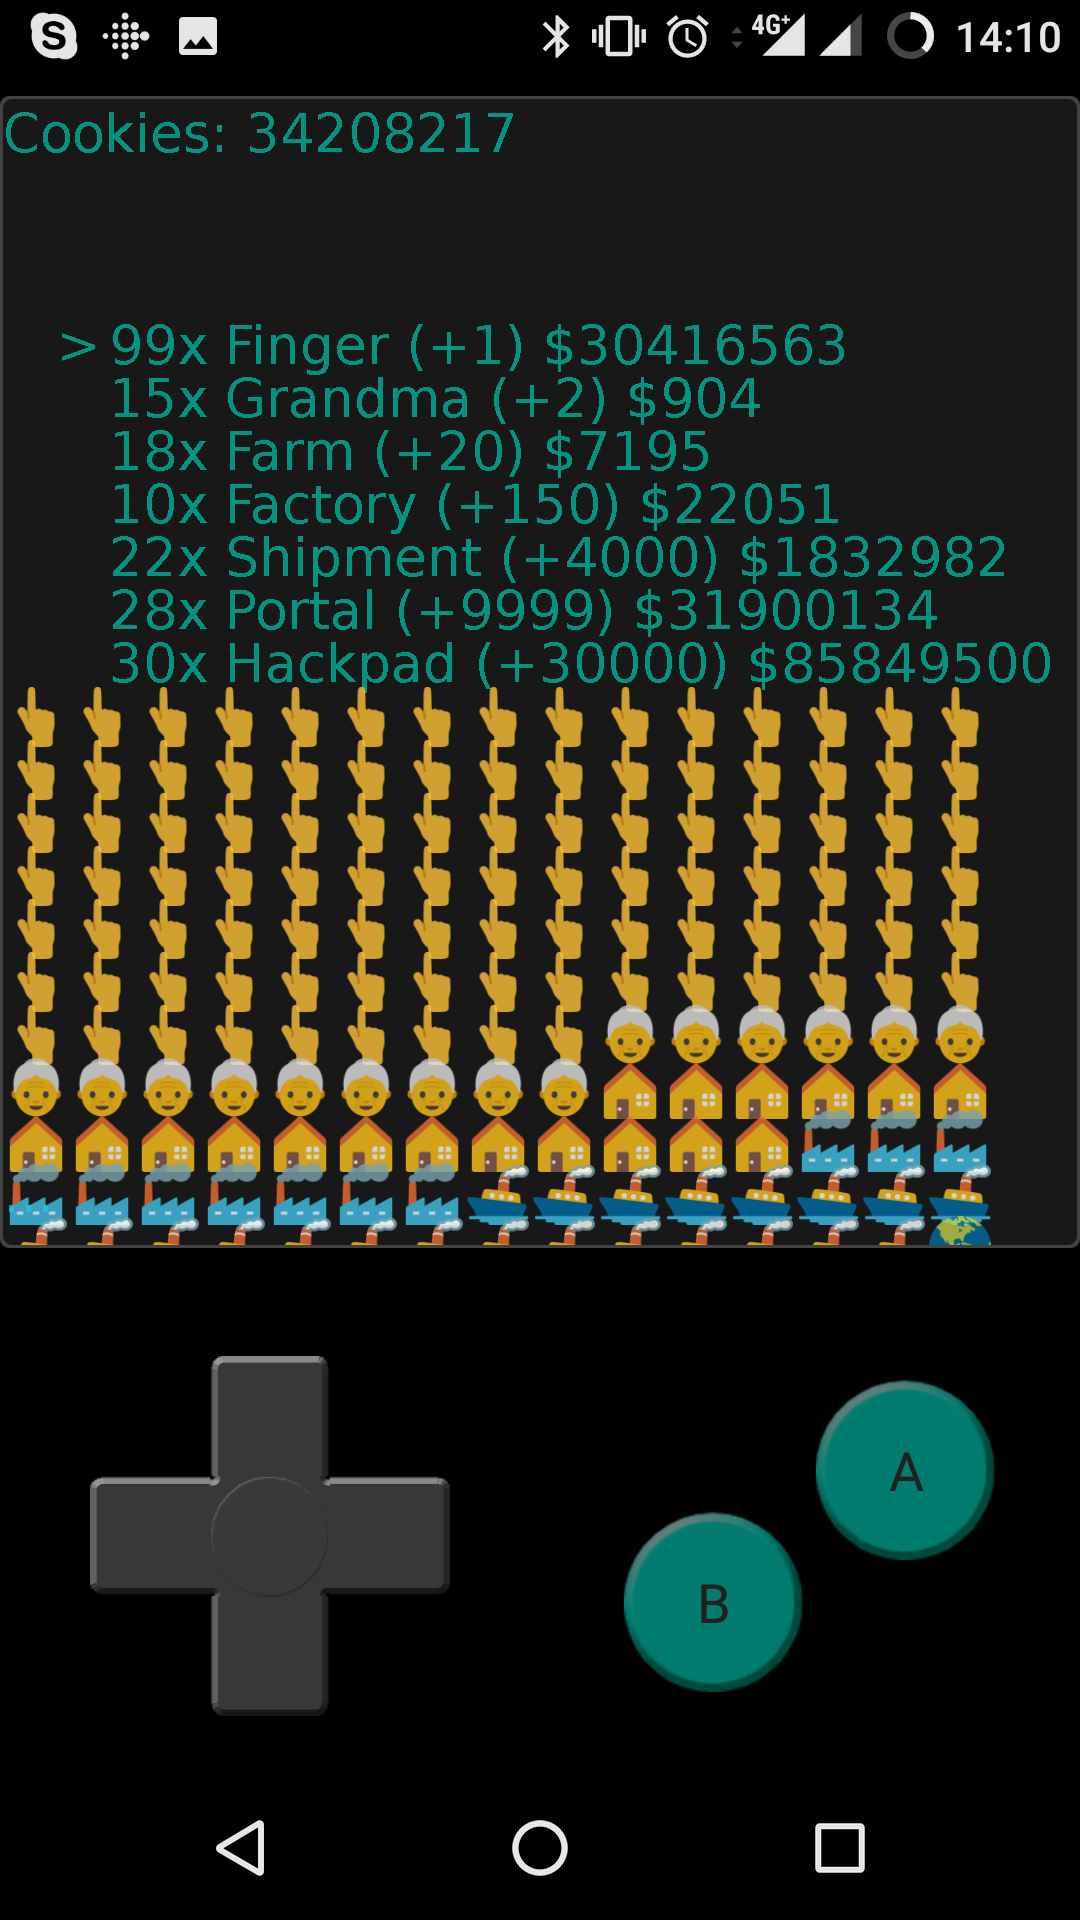 4G+ 14:10
Cookies: 34208217
> 99x Finger (+1) $30416563
15x Grandma (+2) $904
18x Farm (+20) $7195
10x Factory (+150) $22051
22x Shipment (+4000) $1832982
28x Portal (+9999) $31900134
30x Hackpad (+30000) $85849500
A
B